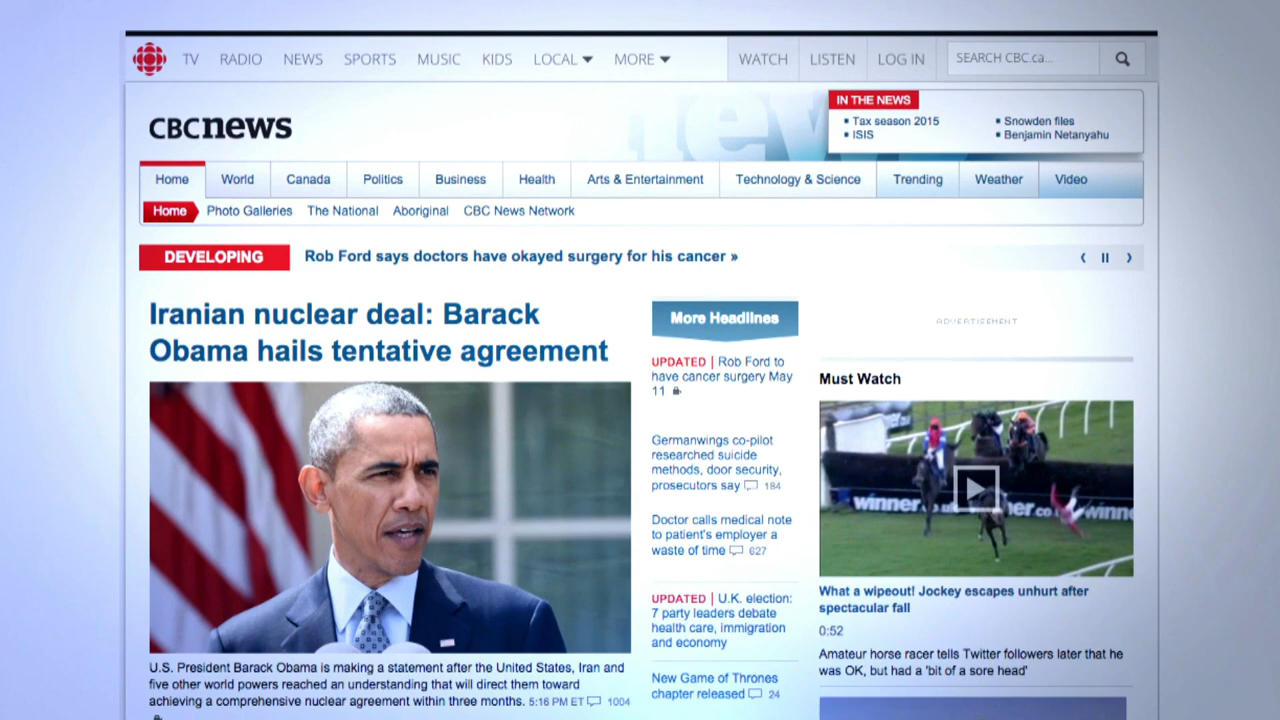 TV RADIO NEWS SPORTS MUSIC KIDS LOCAL MORE WATCH LISTEN LOG IN SEARCH CBC.ca...
news
CBCnews
IN THE NEWS
Tax season 2015
ISIS
Snowden files
Benjamin Netanyahu
Home World Canada Politics Business Health Arts & Entertainment Technology & Science Trending Weather Video
Home Photo Galleries The National Aboriginal CBC News Network
DEVELOPING Rob Ford says doctors have okayed surgery for his cancer »
Iranian nuclear deal: Barack
Obama hails tentative agreement
U.S. President Barack Obama is making a statement after the United States, Iran and
five other world powers reached an understanding that will direct them toward
achieving a comprehensive nuclear agreement within three months. 5:16 PM ET 1004
More Headlines
UPDATED | Rob Ford to
have cancer surgery May
11
Germanwings co-pilot
researched suicide
methods, door security,
prosecutors say 184
Doctor calls medical note
to patient's employer a
waste of time 627
UPDATED | U.K. election:
7 party leaders debate
health care, immigration
and economy
New Game of Thrones
chapter released 24
ADVERTISEMENT
Must Watch
winner
ner.co
winne
What a wipeout! Jockey escapes unhurt after
spectacular fall
0:52
Amateur horse racer tells Twitter followers later that he
was OK, but had a 'bit of a sore head'